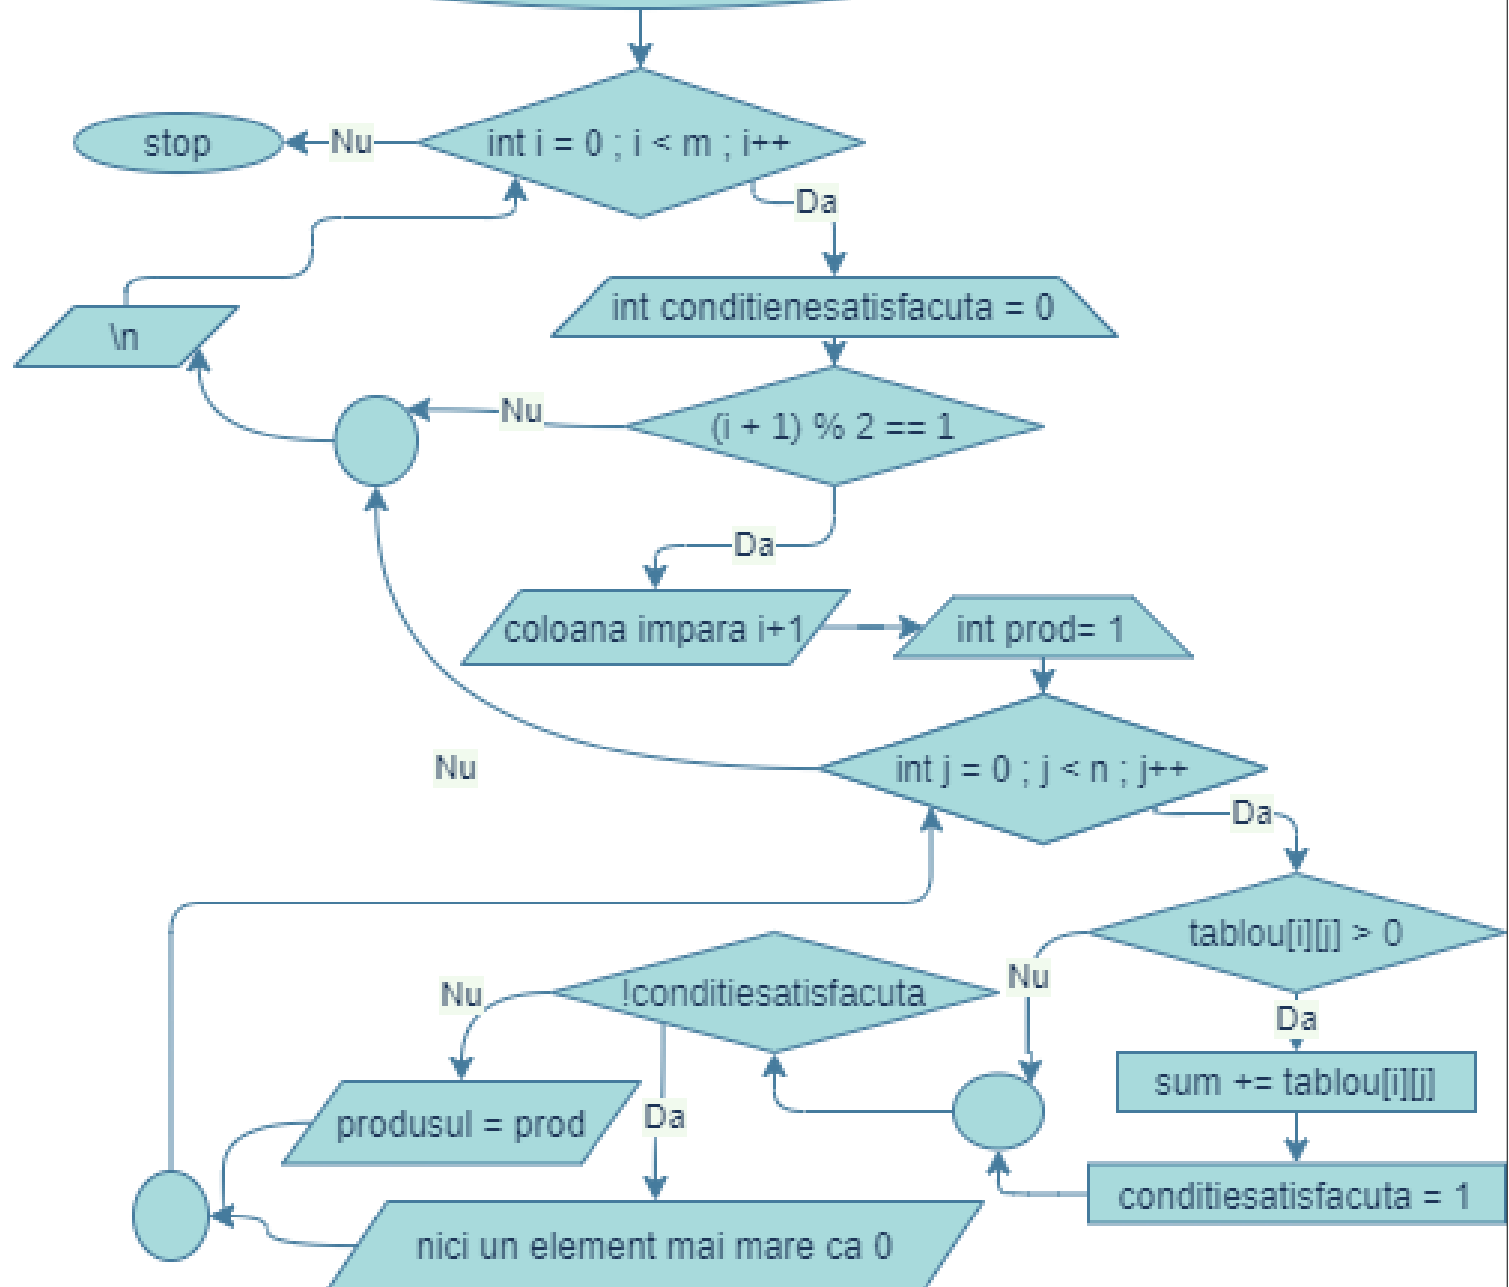 int i = 0 ; i < m ; i++
Nu
stop
Da
int conditienesatisfacuta = 0
\n
(i + 1) % 2 == 1
Nu
Da
coloana impara i+1
int prod= 1
int j = 0 ; j < n ; j++
Nu
Da
tablou[i][j] > 0
Nu
Da
!conditiesatisfacuta
Nu
sum += tablou[i][j]
Da
produsul = prod
conditiesatisfacuta = 1
nici un element mai mare ca 0